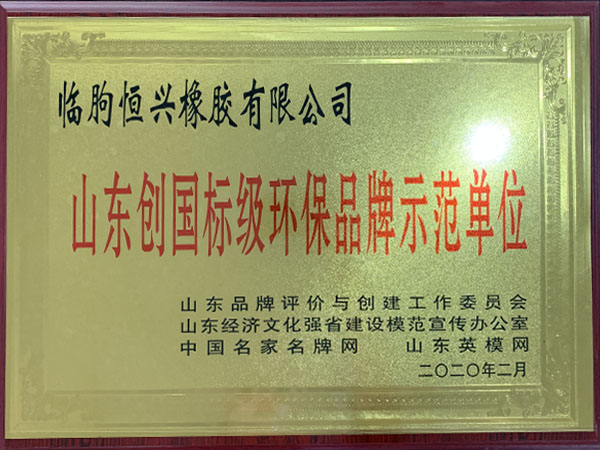 临朐恒兴橡胶有限公司
山东创国标级环保品牌示范单位
山东品牌评价与创建工作委员会
山东经济文化强省建设模范宣传办公室
中国名家名牌网 山东英模网
二〇二〇年二月